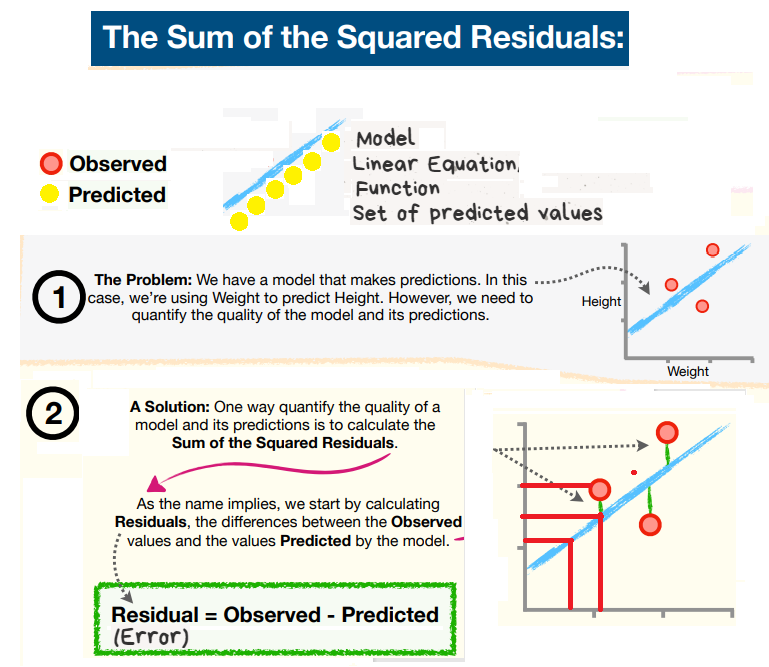 The Sum of the Squared Residuals:
Observed
Predicted
Model
Linear Equation,
Function
Set of predicted values
1
The Problem: We have a model that makes predictions. In this
case, we're using Weight to predict Height. However, we need to
quantify the quality of the model and its predictions.
Height
Weight
2
A Solution: One way quantify the quality of a
model and its predictions is to calculate the
Sum of the Squared Residuals.
As the name implies, we start by calculating
Residuals, the differences between the Observed
values and the values Predicted by the model.
Residual = Observed - Predicted
(Error)